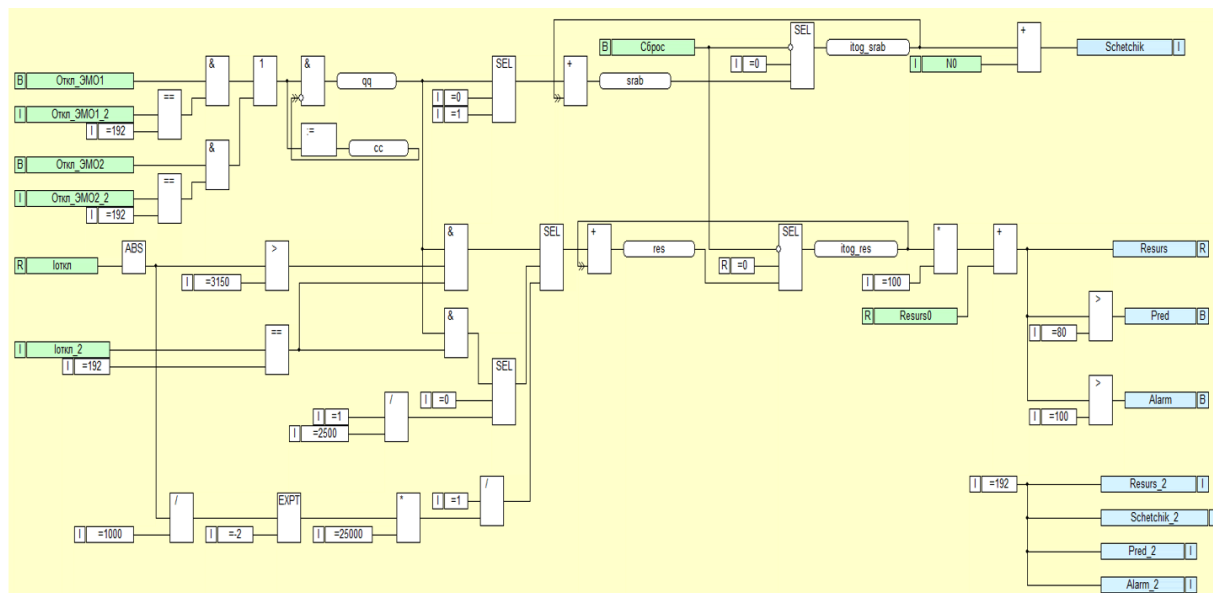 SEL
B Сброс
itog_srab
+
Schetchik I
I =0
I N0
& 1 & SEL +
B Откл_ЭМО1
qq
srab
==
I Откл_ЭМО1_2
I =192
I =0
I =1
:=
cc
&
B Откл_ЭМО2
==
I Откл_ЭМО2_2
I =192
& SEL + SEL * +
ABS >
res
itog_res
Resurs R
R Iоткл
R =0
I =3150
I =100
> Pred B
R Resurs0
I =80
&
==
I Iоткл_2
I =192
SEL
> Alarm B
/
I =0
I =100
I =1
I =2500
I =192
Resurs_2 I
/ EXPT * /
I =1
Schetchik_2
I =1000
I =-2
I =25000
Pred_2 I
Alarm_2 I